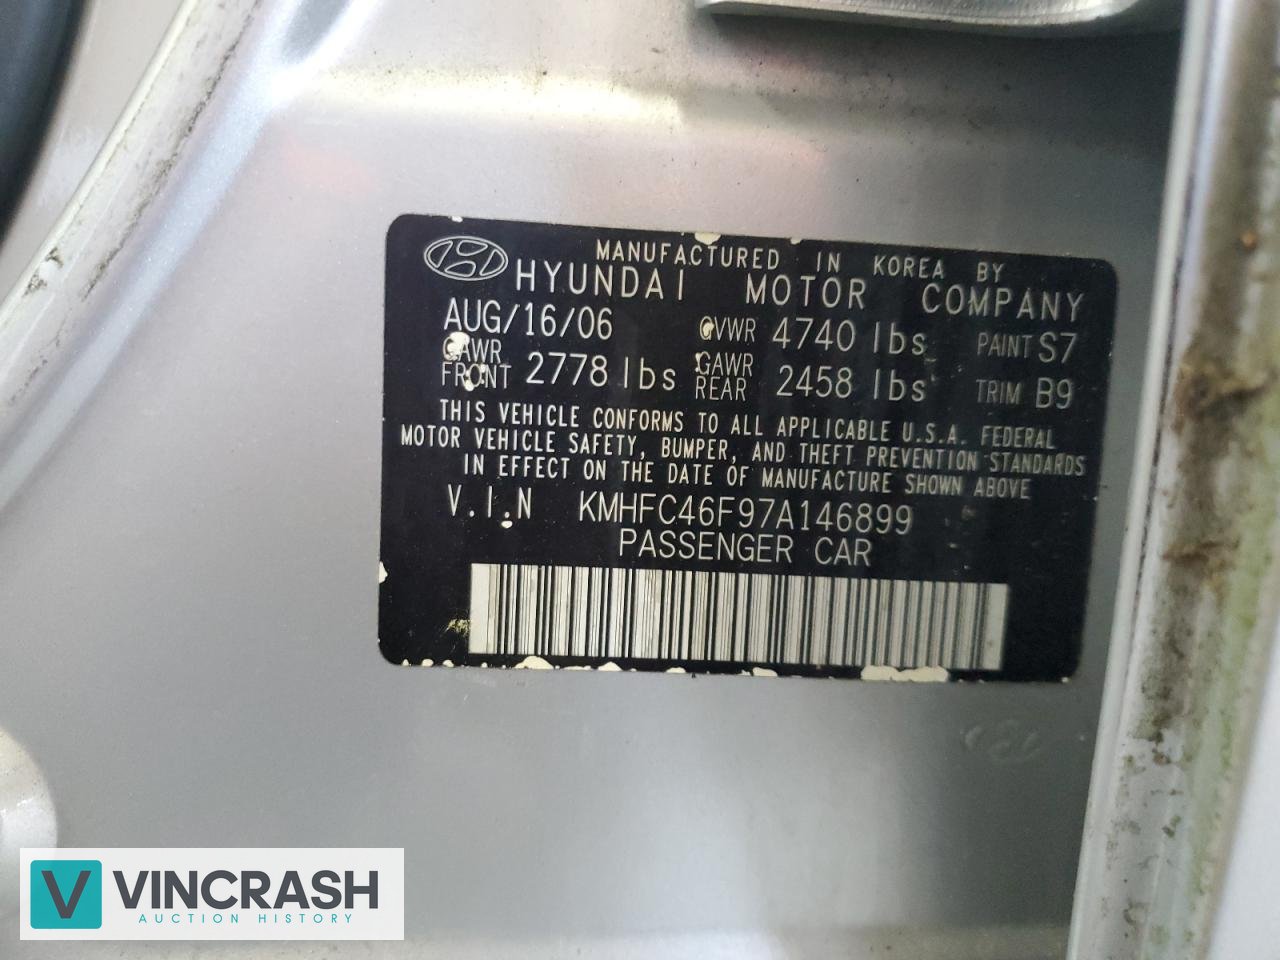 MANUFACTURED IN KOREA BY
HYUNDAI MOTOR COMPANY
AUG/16/06 GVWR 4740 lbs PAINT S7
GAWR FRONT 2778 lbs GAWR REAR 2458 lbs TRIM B9
THIS VEHICLE CONFORMS TO ALL APPLICABLE U.S.A. FEDERAL
MOTOR VEHICLE SAFETY, BUMPER, AND THEFT PREVENTION STANDARDS
IN EFFECT ON THE DATE OF MANUFACTURE SHOWN ABOVE
V.I.N KMHFC46F97A146899
PASSENGER CAR
V VINCRASH
AUCTION HISTORY